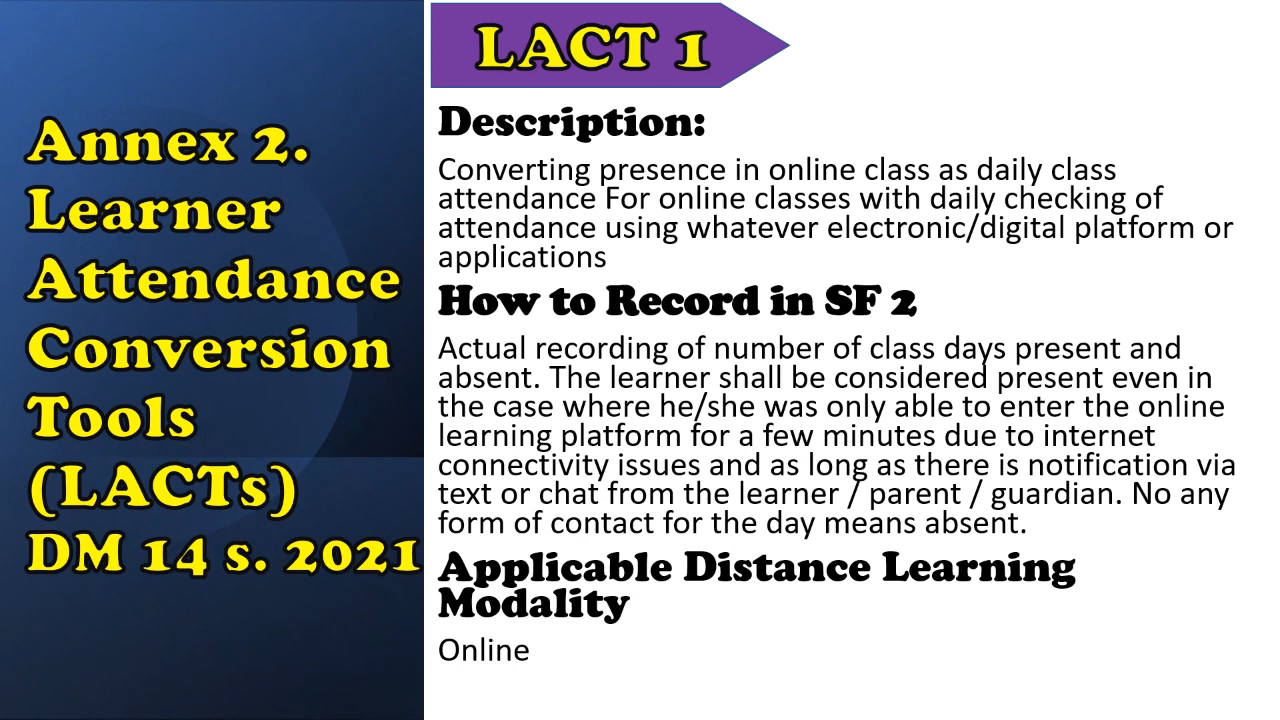 Annex 2.
Learner
Attendance
Conversion
Tools
(LACTs)
DM 14 s. 2021
LACT 1
Description:
Converting presence in online class as daily class
attendance For online classes with daily checking of
attendance using whatever electronic/digital platform or
applications
How to Record in SF 2
Actual recording of number of class days present and
absent. The learner shall be considered present even in
the case where he/she was only able to enter the online
learning platform for a few minutes due to internet
connectivity issues and as long as there is notification via
text or chat from the learner / parent / guardian. No any
form of contact for the day means absent.
Applicable Distance Learning
Modality
Online